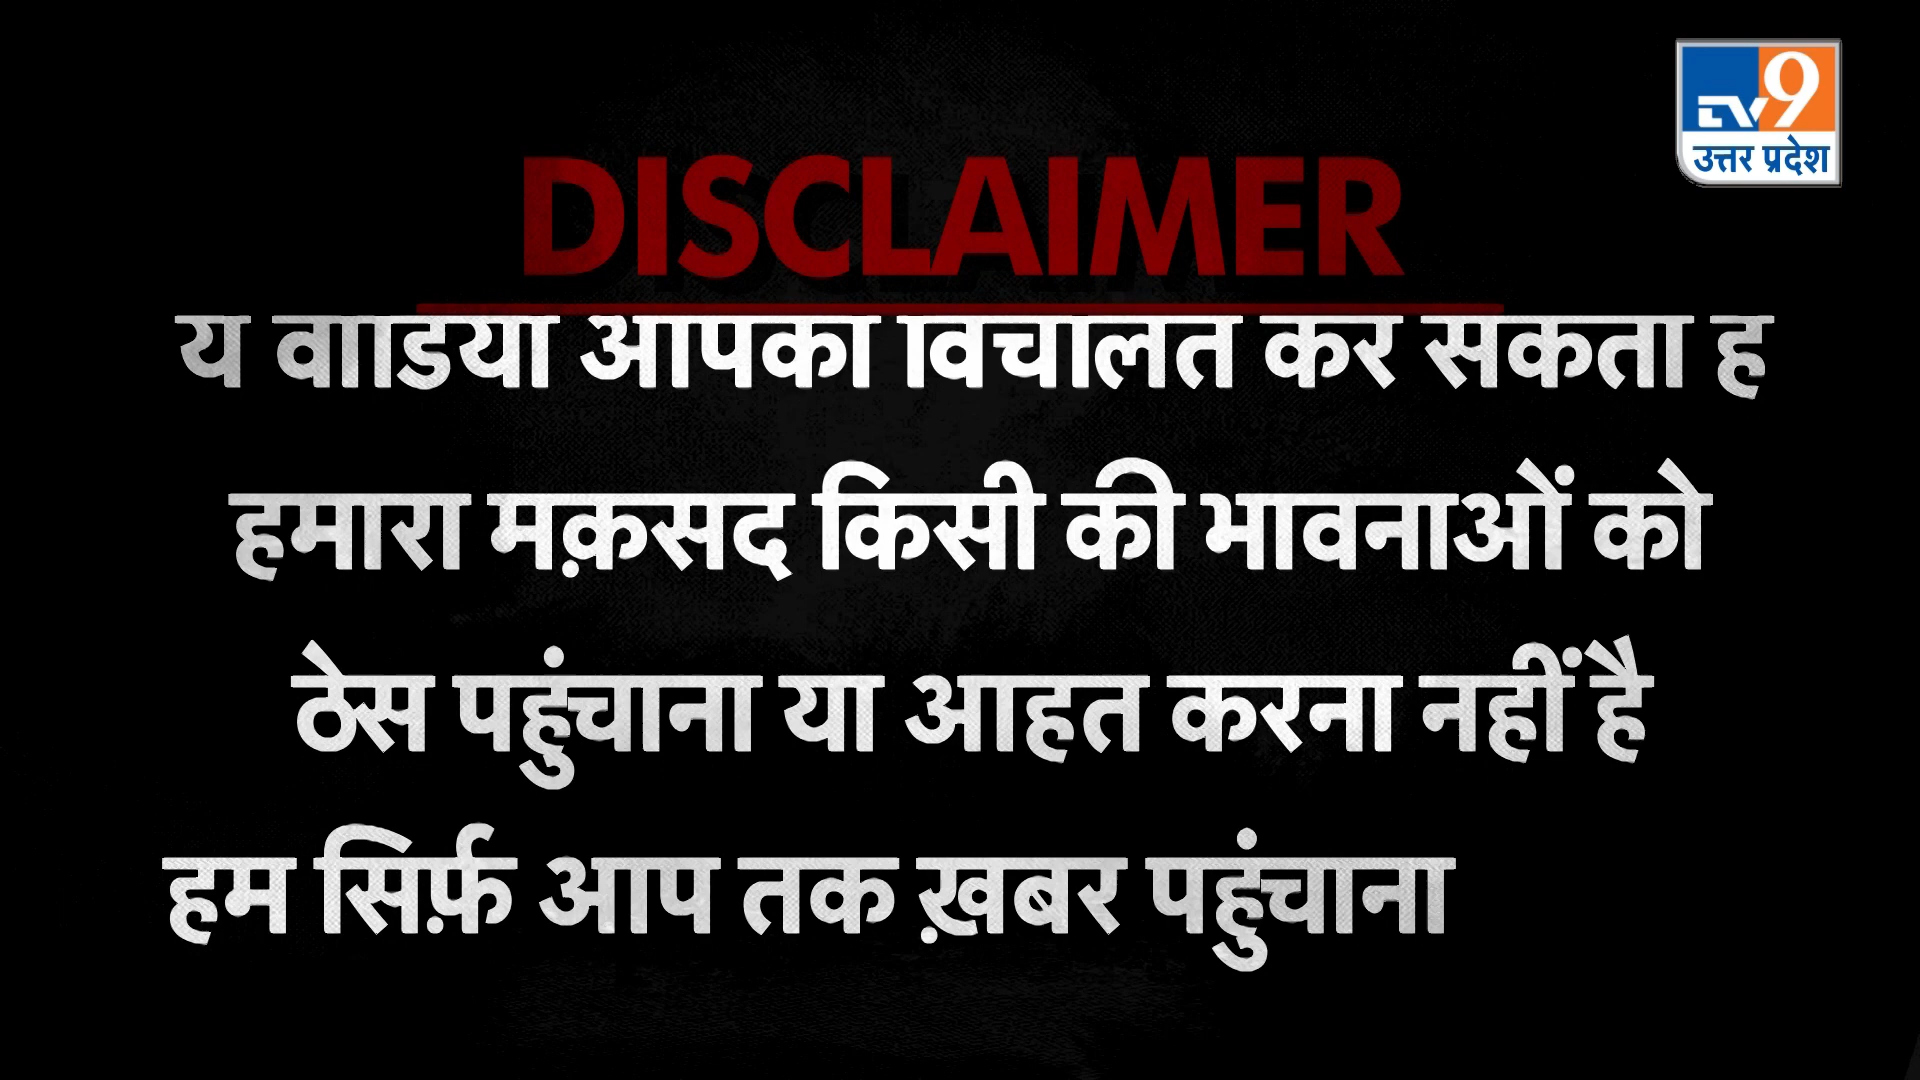 TV9
उत्तर प्रदेश
DISCLAIMER
ये वीडियो आपको विचलित कर सकता है
हमारा मक़सद किसी की भावनाओं को
ठेस पहुंचाना या आहत करना नहीं है
हम सिर्फ़ आप तक ख़बर पहुंचाना